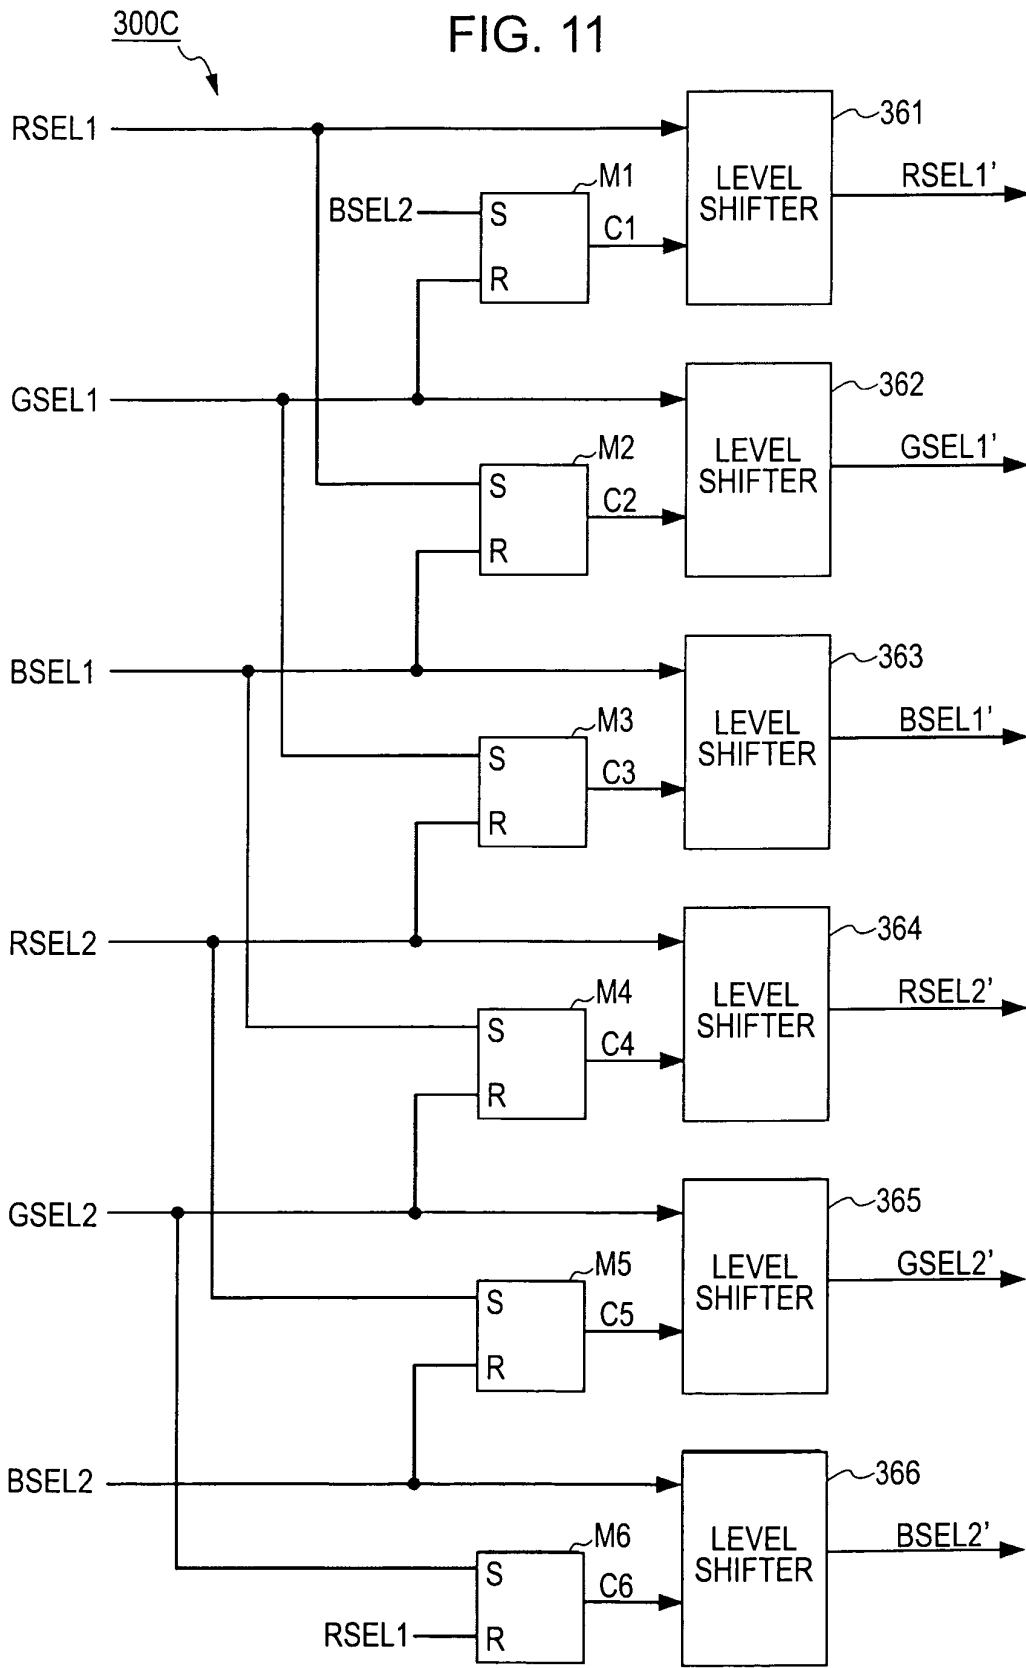 300C
FIG. 11
RSEL1
361
LEVEL
SHIFTER
RSEL1'
M1
BSEL2
S
R
C1
GSEL1
362
LEVEL
SHIFTER
GSEL1'
M2
S
R
C2
BSEL1
363
LEVEL
SHIFTER
BSEL1'
M3
S
R
C3
RSEL2
364
LEVEL
SHIFTER
RSEL2'
M4
S
R
C4
GSEL2
365
LEVEL
SHIFTER
GSEL2'
M5
S
R
C5
BSEL2
366
LEVEL
SHIFTER
BSEL2'
M6
S
C6
RSEL1
R